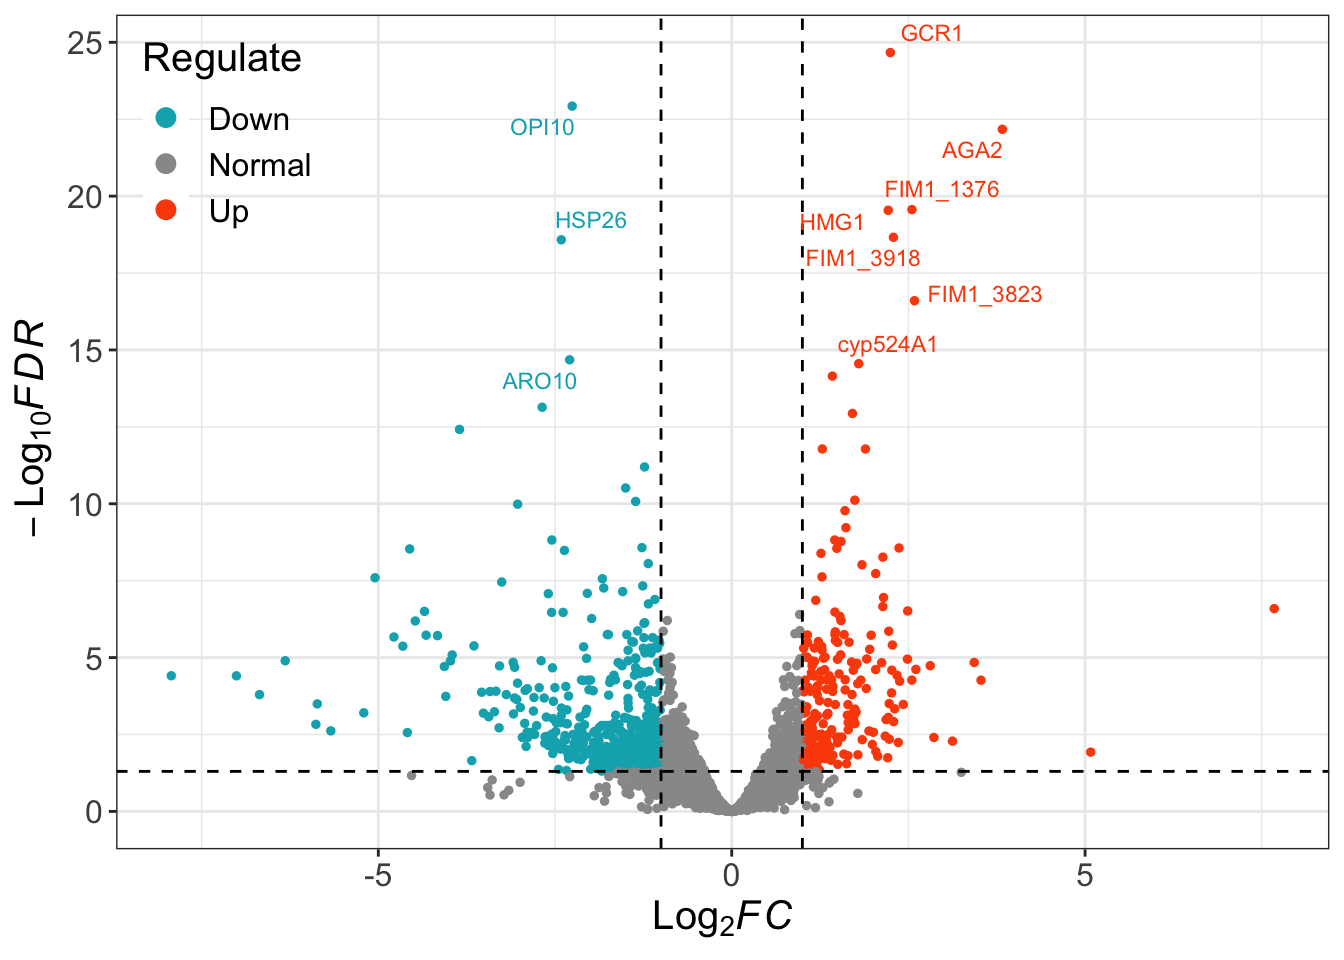 Regulate
Down
Normal
Up
GCR1
OPI10
AGA2
FIM1_1376
HSP26
HMG1
FIM1_3918
FIM1_3823
cyp524A1
ARO10
25
20
15
10
5
0
-5
0
5
Log₂FC
−Log₁₀FDR